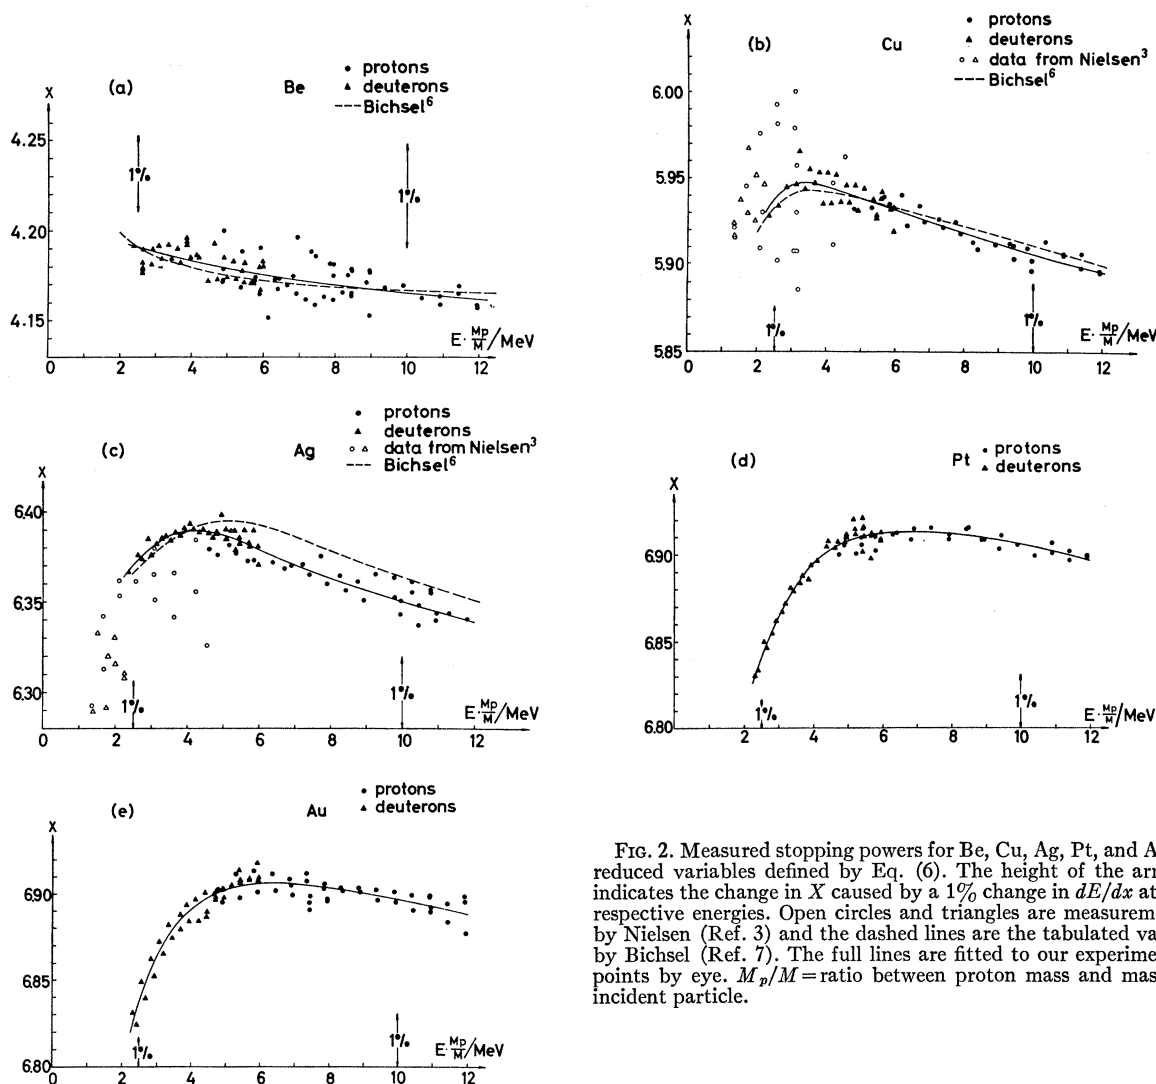 (a)
Be
• protons
▲ deuterons
--- Bichsel⁶
X
4.25
4.20
4.15
1%
1%
E·Mp/M/MeV
0 2 4 6 8 10 12
(b)
Cu
• protons
▲ deuterons
○ △ data from Nielsen³
--- Bichsel⁶
X
6.00
5.95
5.90
5.85
1%
1%
E·Mp/M/MeV
0 2 4 6 8 10 12
(c)
Ag
• protons
▲ deuterons
○ △ data from Nielsen³
--- Bichsel⁶
X
6.40
6.35
6.30
1%
1%
E·Mp/M/MeV
0 2 4 6 8 10 12
(d)
Pt
• protons
▲ deuterons
X
6.90
6.85
6.80
1%
1%
E·Mp/M/MeV
2 4 6 8 10 12
(e)
Au
• protons
▲ deuterons
X
6.90
6.85
6.80
1%
1%
E·Mp/M/MeV
0 2 4 6 8 10 12
FIG. 2. Measured stopping powers for Be, Cu, Ag, Pt, and A
reduced variables defined by Eq. (6). The height of the arr
indicates the change in X caused by a 1% change in dE/dx at
respective energies. Open circles and triangles are measurem
by Nielsen (Ref. 3) and the dashed lines are the tabulated va
by Bichsel (Ref. 7). The full lines are fitted to our experime
points by eye. Mp/M=ratio between proton mass and mas
incident particle.